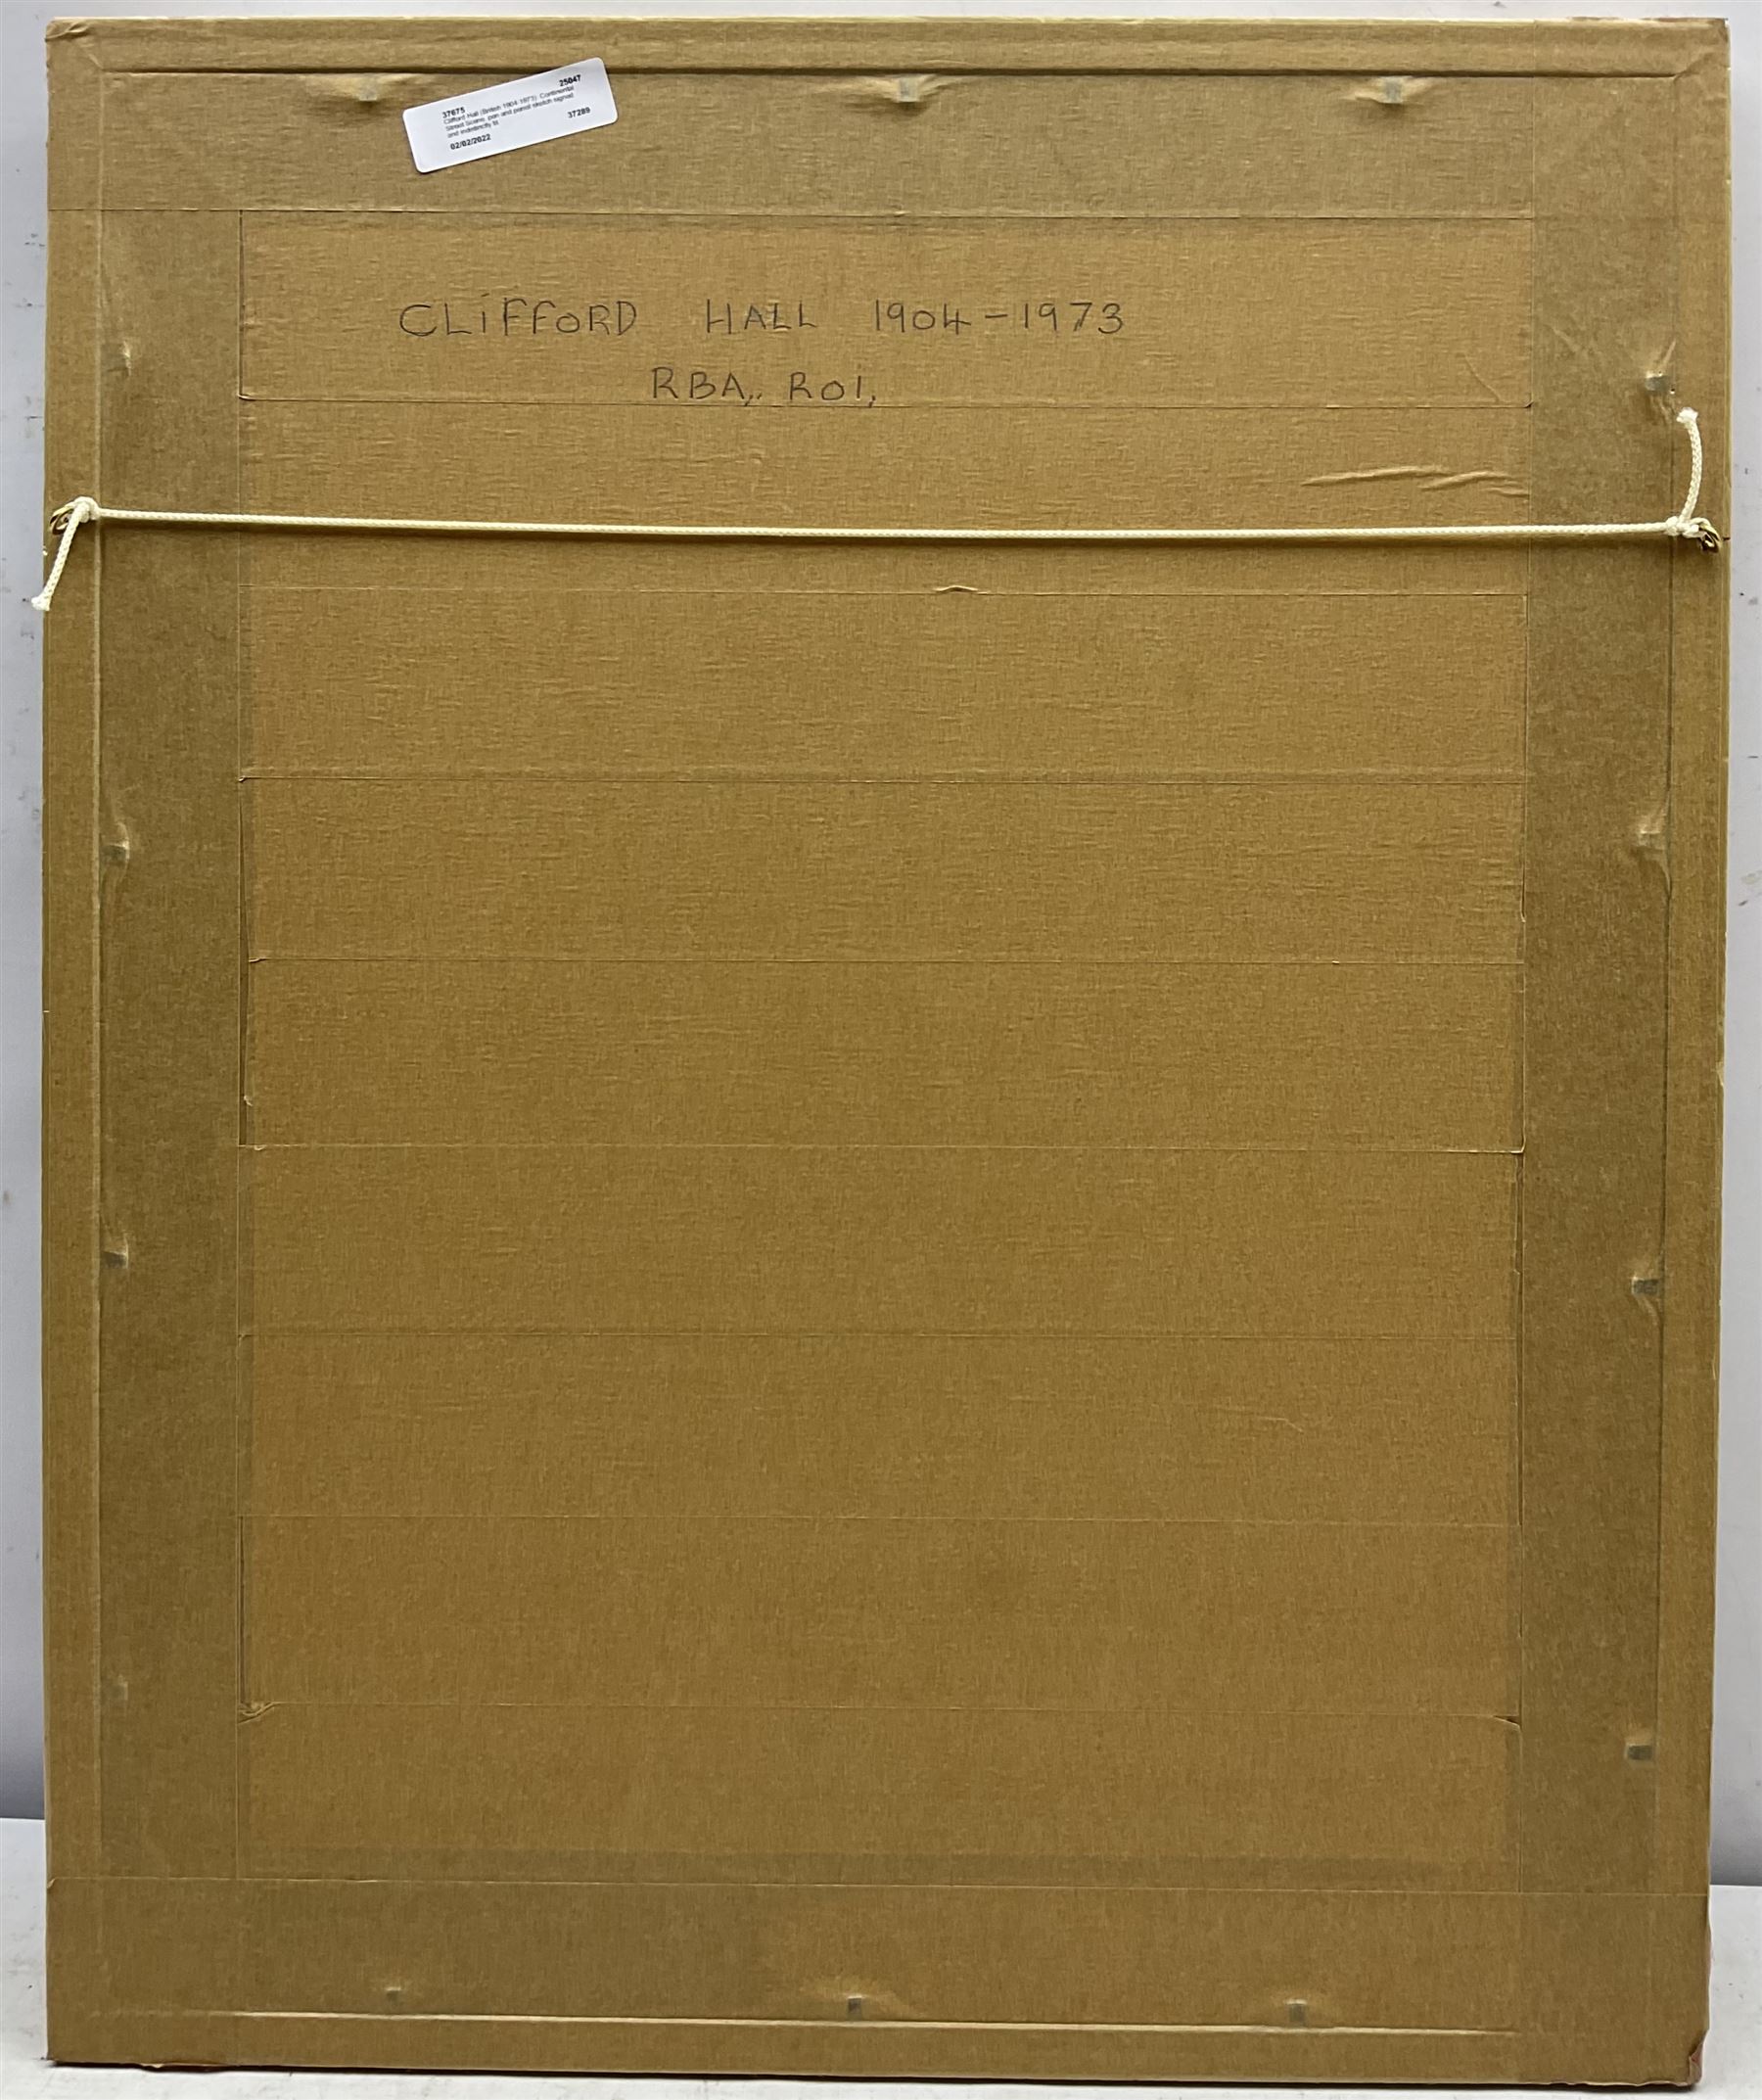 37675 25047
Clifford Hall (British 1904-1973): Continental
Street Scene, pen and pencil sketch signed
and indistinctly ti
37289
02/02/2022
CLiFFoRD HALL 1904-1973
RBA,. Roi,